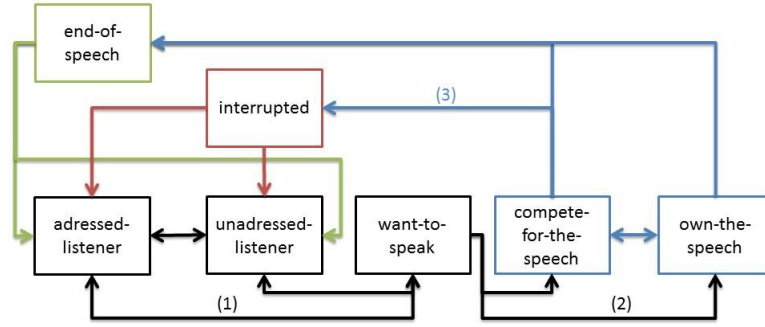 end-of-
speech
interrupted
(3)
adressed-
listener
unadressed-
listener
want-to-
speak
compete-
for-the-
speech
own-the-
speech
(1)
(2)